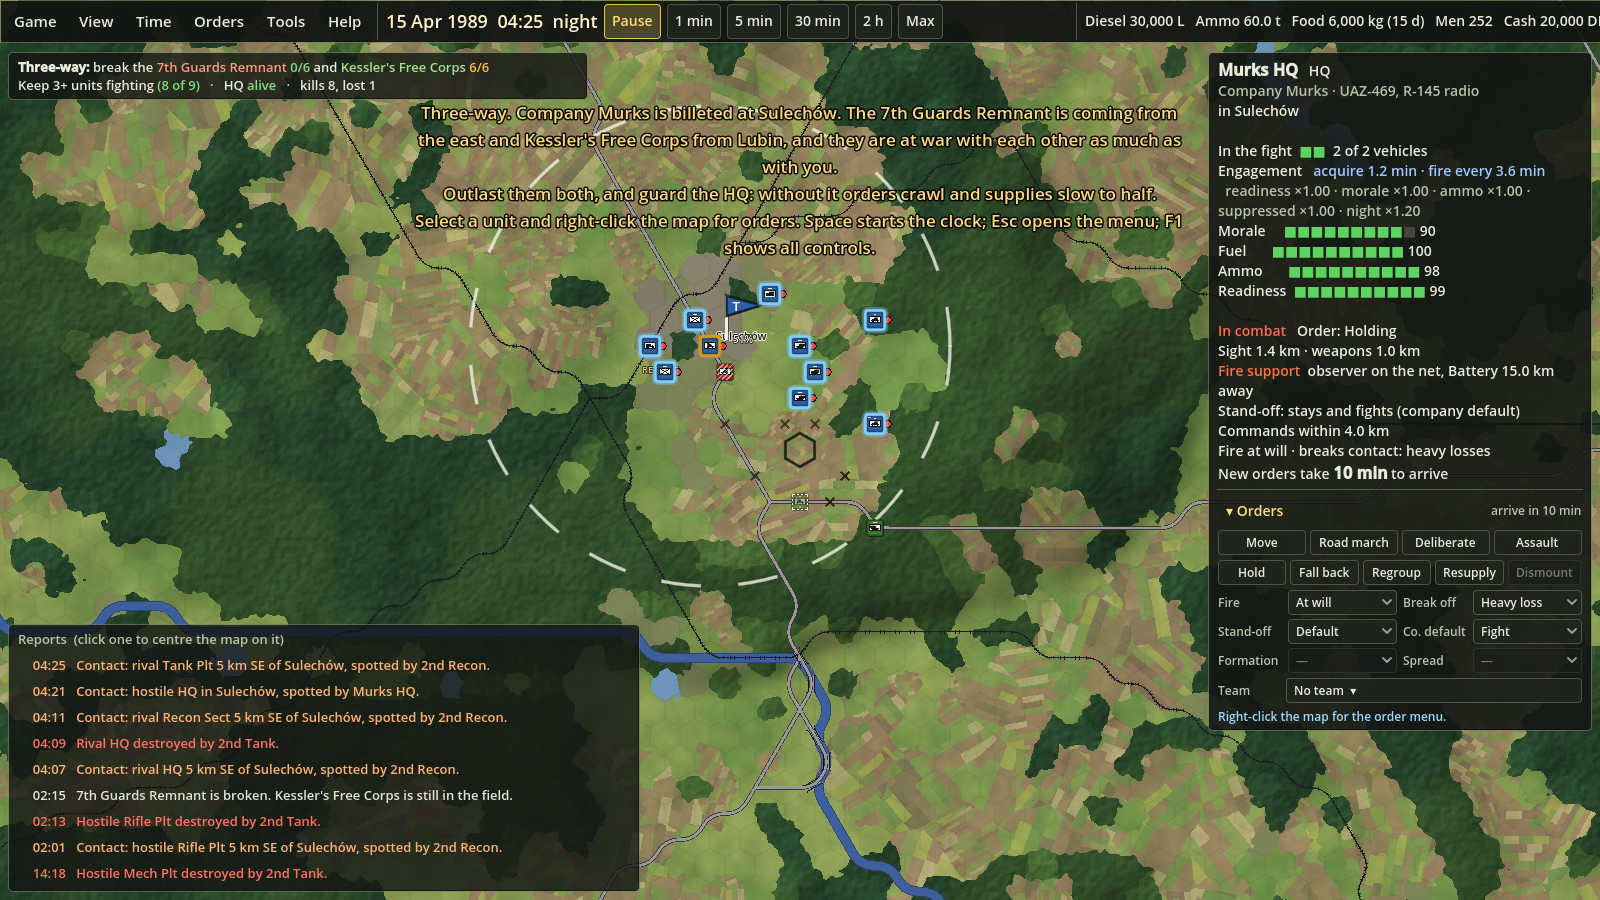 Game View Time Orders Tools Help 15 Apr 1989 04:25 night Pause 1 min 5 min 30 min 2 h Max Diesel 30,000 L Ammo 60.0 t Food 6,000 kg (15 d) Men 252 Cash 20,000
Three-way: break the 7th Guards Remnant 0/6 and Kessler's Free Corps 6/6
Keep 3+ units fighting (8 of 9) · HQ alive · kills 8, lost 1
Three-way. Company Murks is billeted at Sulechów. The 7th Guards Remnant is coming from
the east and Kessler's Free Corps from Lubin, and they are at war with each other as much as
with you.
Outlast them both, and guard the HQ: without it orders crawl and supplies slow to half.
Select a unit and right-click the map for orders. Space starts the clock; Esc opens the menu; F1
shows all controls.
T
Sulechów
Murks HQ HQ
Company Murks · UAZ-469, R-145 radio
in Sulechów
In the fight 2 of 2 vehicles
Engagement acquire 1.2 min · fire every 3.6 min
readiness ×1.00 · morale ×1.00 · ammo ×1.00 ·
suppressed ×1.00 · night ×1.20
Morale 90
Fuel 100
Ammo 98
Readiness 99
In combat Order: Holding
Sight 1.4 km · weapons 1.0 km
Fire support observer on the net, Battery 15.0 km
away
Stand-off: stays and fights (company default)
Commands within 4.0 km
Fire at will · breaks contact: heavy losses
New orders take 10 min to arrive
▾ Orders arrive in 10 min
Move Road march Deliberate Assault
Hold Fall back Regroup Resupply Dismount
Fire At will Break off Heavy loss
Stand-off Default Co. default Fight
Formation — Spread —
Team No team ▾
Right-click the map for the order menu.
Reports (click one to centre the map on it)
04:25 Contact: rival Tank Plt 5 km SE of Sulechów, spotted by 2nd Recon.
04:21 Contact: hostile HQ in Sulechów, spotted by Murks HQ.
04:11 Contact: rival Recon Sect 5 km SE of Sulechów, spotted by 2nd Recon.
04:09 Rival HQ destroyed by 2nd Tank.
04:07 Contact: rival HQ 5 km SE of Sulechów, spotted by 2nd Recon.
02:15 7th Guards Remnant is broken. Kessler's Free Corps is still in the field.
02:13 Hostile Rifle Plt destroyed by 2nd Tank.
02:01 Contact: hostile Rifle Plt 5 km SE of Sulechów, spotted by 2nd Recon.
14:18 Hostile Mech Plt destroyed by 2nd Tank.